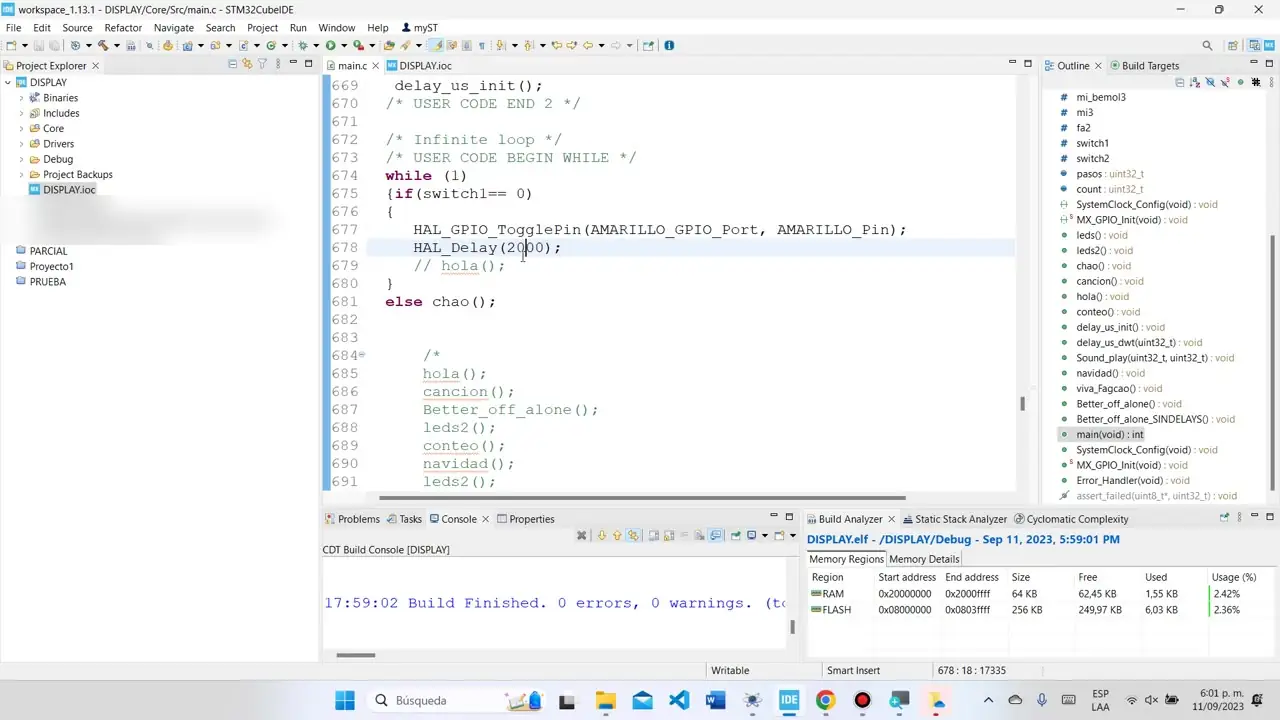 workspace_1.13.1 - DISPLAY/Core/Src/main.c - STM32CubeIDE
File Edit Source Refactor Navigate Search Project Run Window Help myST
Project Explorer
DISPLAY
Binaries
Includes
Core
Drivers
Debug
Project Backups
DISPLAY.ioc
PARCIAL
Proyecto1
PRUEBA
main.c DISPLAY.ioc
669 delay_us_init();
670 /* USER CODE END 2 */
671
672 /* Infinite loop */
673 /* USER CODE BEGIN WHILE */
674 while (1)
675 {if(switch1== 0)
676 {
677 HAL_GPIO_TogglePin(AMARILLO_GPIO_Port, AMARILLO_Pin);
678 HAL_Delay(2000);
679 // hola();
680 }
681 else chao();
682
683
684 /*
685 hola();
686 cancion();
687 Better_off_alone();
688 leds2();
689 conteo();
690 navidad();
691 leds2();
Outline Build Targets
mi_bemol3
mi3
fa2
switch1
switch2
pasos : uint32_t
count : uint32_t
SystemClock_Config(void) : void
MX_GPIO_Init(void) : void
leds() : void
leds2() : void
chao() : void
cancion() : void
hola() : void
conteo() : void
delay_us_init() : void
delay_us_dwt(uint32_t) : void
Sound_play(uint32_t, uint32_t) : void
navidad() : void
viva_Fagcao() : void
Better_off_alone() : void
Better_off_alone_SINDELAYS() : void
main(void) : int
SystemClock_Config(void) : void
MX_GPIO_Init(void) : void
Error_Handler(void) : void
assert_failed(uint8_t*, uint32_t) : void
Problems Tasks Console Properties
CDT Build Console [DISPLAY]
17:59:02 Build Finished. 0 errors, 0 warnings. (to
Build Analyzer Static Stack Analyzer Cyclomatic Complexity
DISPLAY.elf - /DISPLAY/Debug - Sep 11, 2023, 5:59:01 PM
Memory Regions Memory Details
Region Start address End address Size Free Used Usage (%)
RAM 0x20000000 0x2000ffff 64 KB 62,45 KB 1,55 KB 2.42%
FLASH 0x08000000 0x0803ffff 256 KB 249,97 KB 6,03 KB 2.36%
Writable Smart Insert 678 : 18 : 17335
Búsqueda
IDE
ESP
LAA
6:01 p. m.
11/09/2023